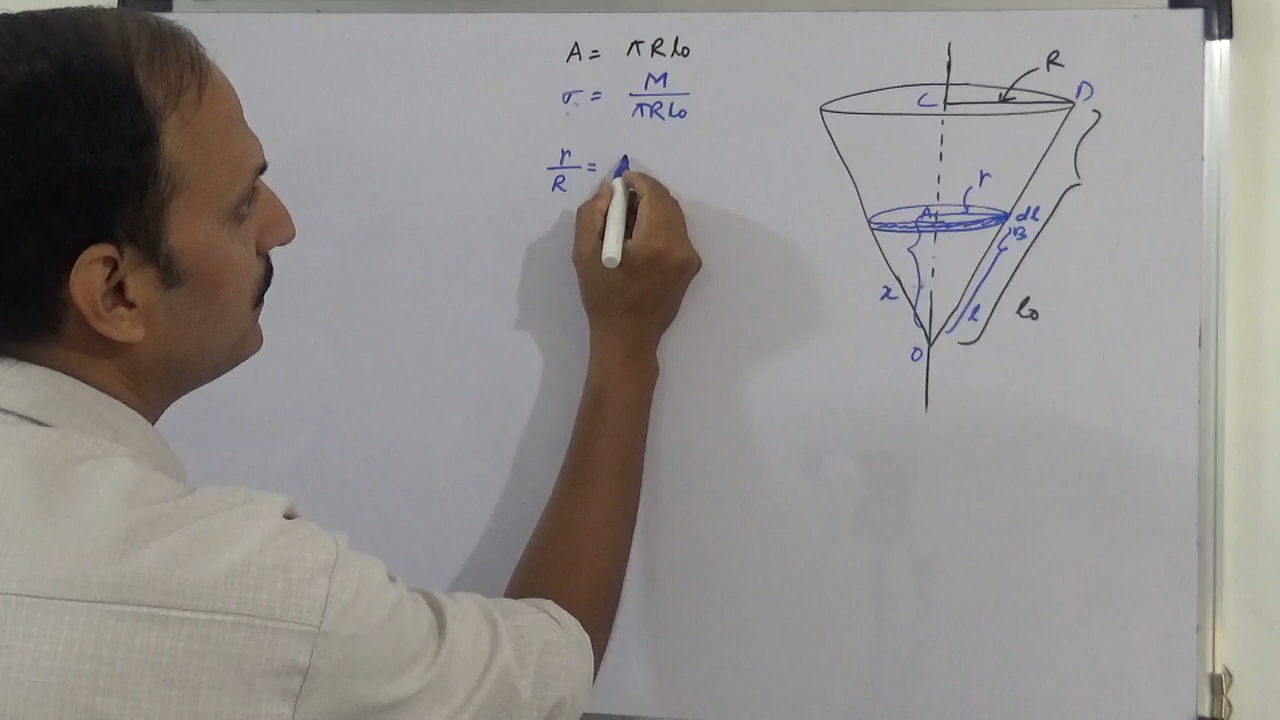 A = πRl₀
σ = M/πRl₀
r/R =
R
C
D
r
A
dl
B
x
l
l₀
O